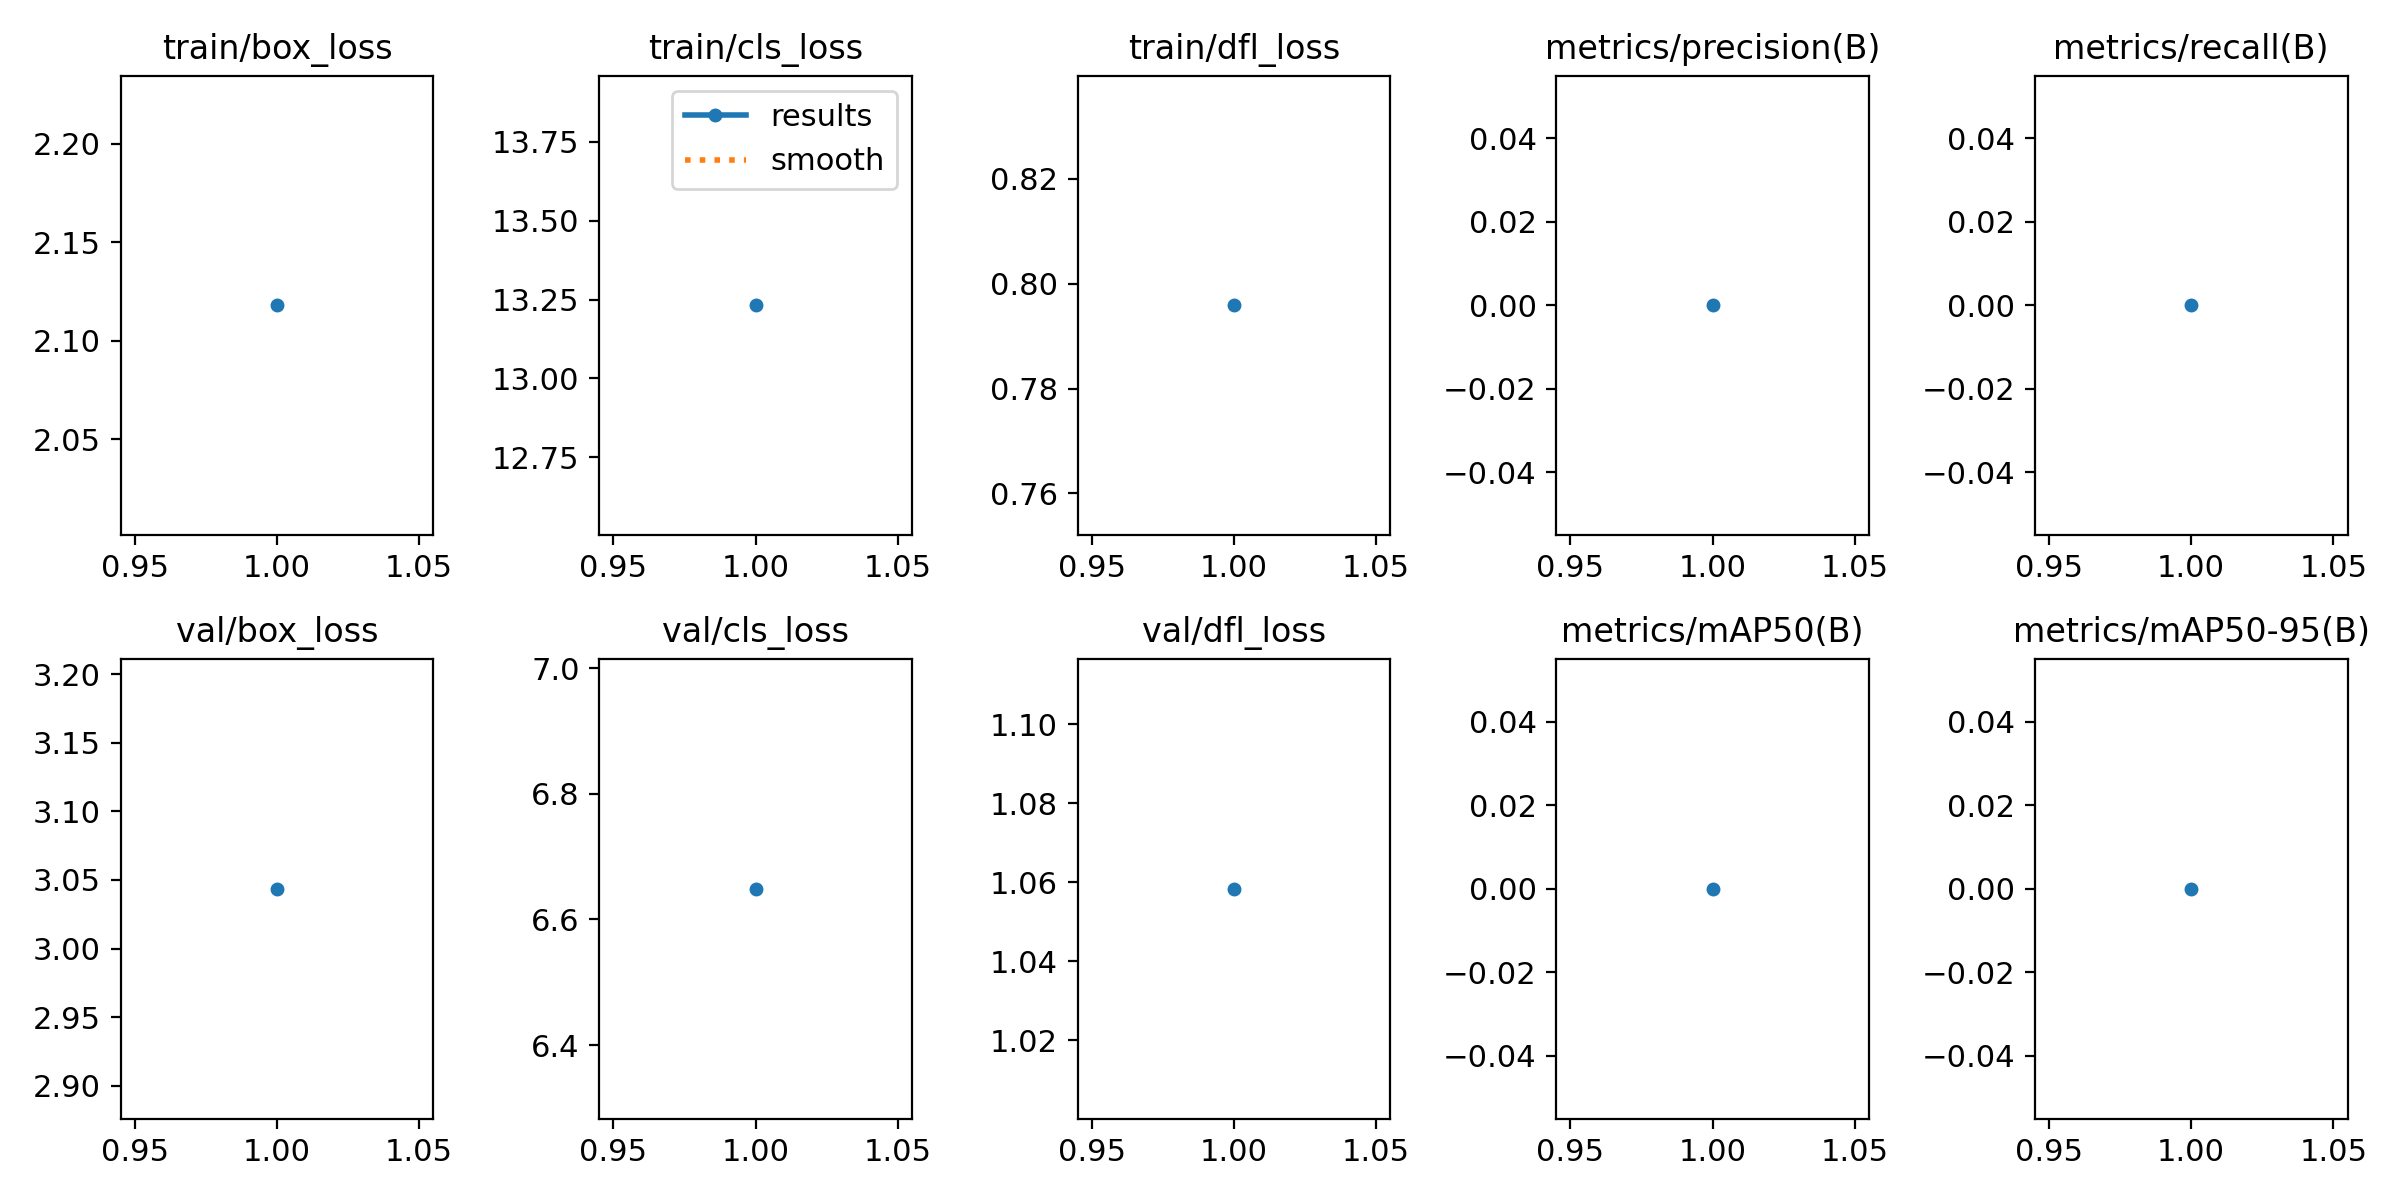 train/box_loss
2.20
2.15
2.10
2.05
0.95 1.00 1.05
train/cls_loss
results
smooth
13.75
13.50
13.25
13.00
12.75
0.95 1.00 1.05
train/dfl_loss
0.82
0.80
0.78
0.76
0.95 1.00 1.05
metrics/precision(B)
0.04
0.02
0.00
−0.02
−0.04
0.95 1.00 1.05
metrics/recall(B)
0.04
0.02
0.00
−0.02
−0.04
0.95 1.00 1.05
val/box_loss
3.20
3.15
3.10
3.05
3.00
2.95
2.90
0.95 1.00 1.05
val/cls_loss
7.0
6.8
6.6
6.4
0.95 1.00 1.05
val/dfl_loss
1.10
1.08
1.06
1.04
1.02
0.95 1.00 1.05
metrics/mAP50(B)
0.04
0.02
0.00
−0.02
−0.04
0.95 1.00 1.05
metrics/mAP50-95(B)
0.04
0.02
0.00
−0.02
−0.04
0.95 1.00 1.05